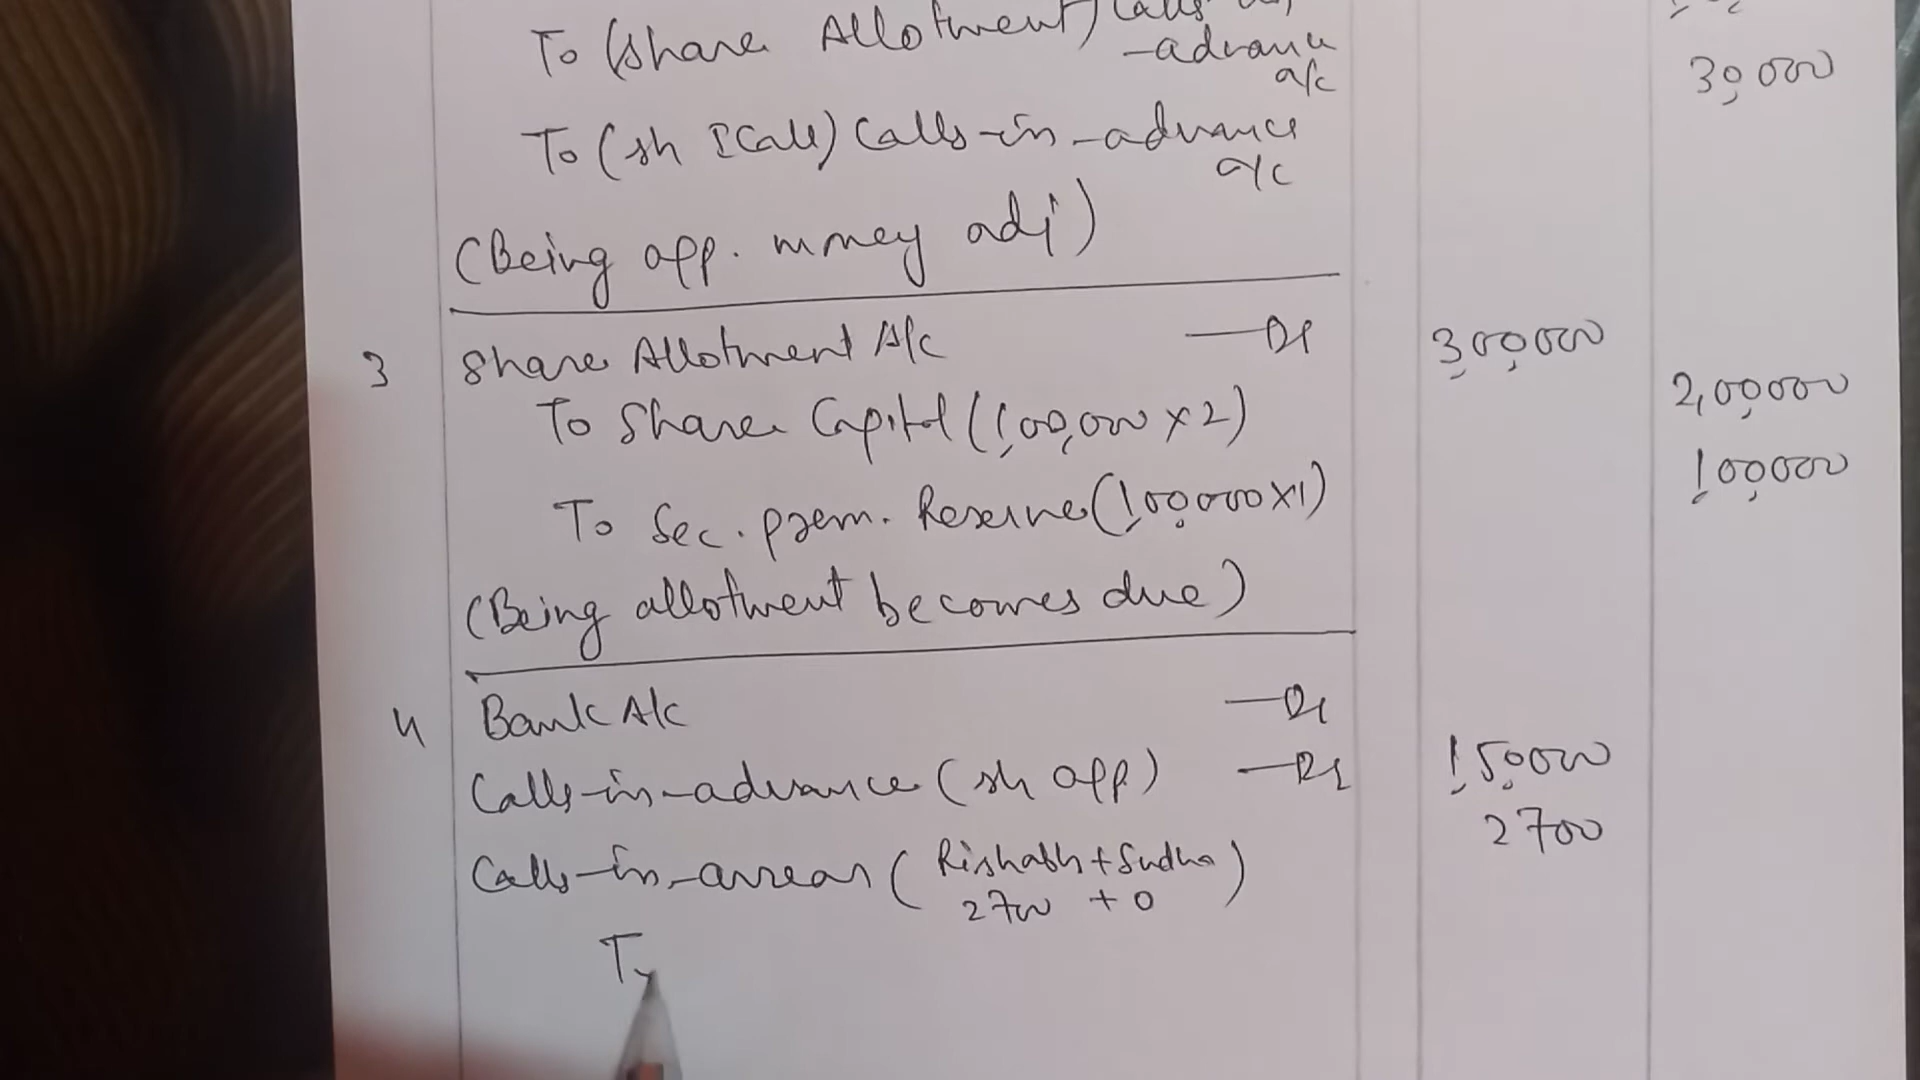 To (share Allotment) Calls
-advance
a/c
30,000
To (sh I Call) Calls-in-advance
a/c
(Being app. money adj)
3 Share Allotment A/c — Dr 3,00,000
To Share Capital (1,00,000 x 2) 2,00,000
To Sec. prem. Reserve (1,00,000 x 1) 1,00,000
(Being allotment becomes due)
4 Bank A/c — Dr
Calls-in-advance (sh app) — Dr 1,50,000
Calls-in-arrear (Rishabh + Sudha) 2700
2700 + 0
To